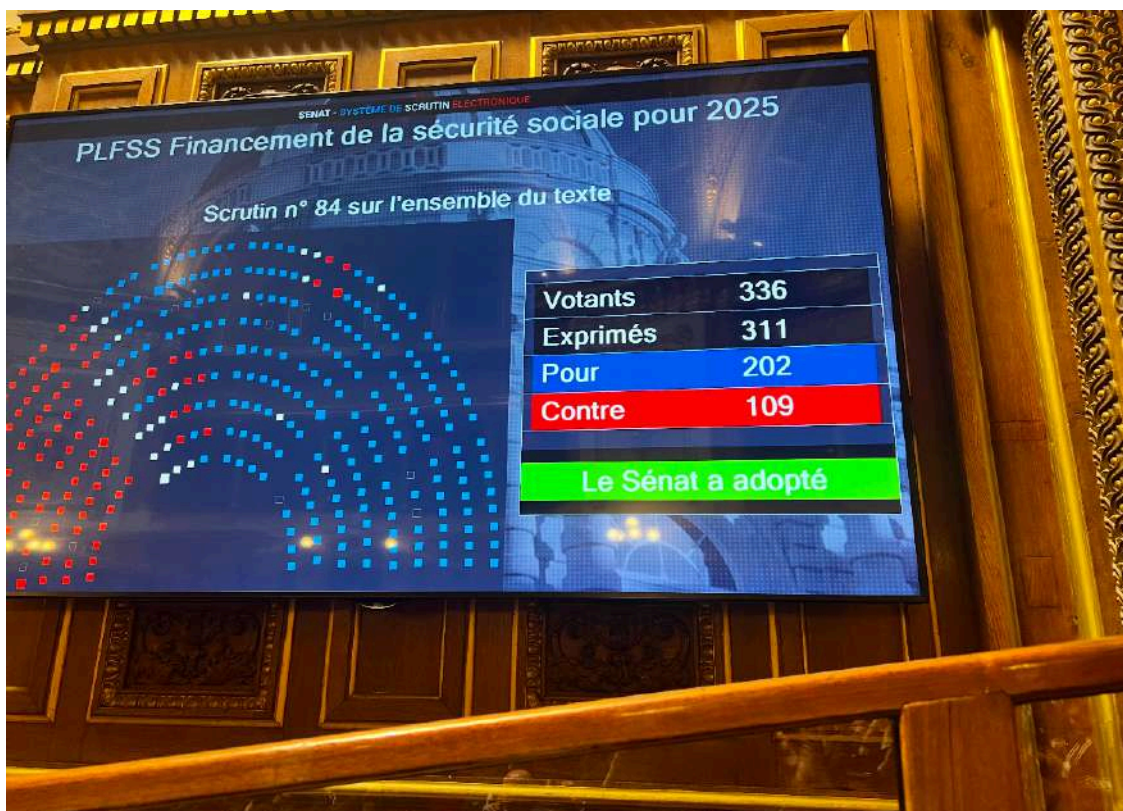 SENAT - SYSTÈME DE SCRUTIN ÉLECTRONIQUE
PLFSS Financement de la sécurité sociale pour 2025
Scrutin n° 84 sur l'ensemble du texte
Votants 336
Exprimés 311
Pour 202
Contre 109
Le Sénat a adopté